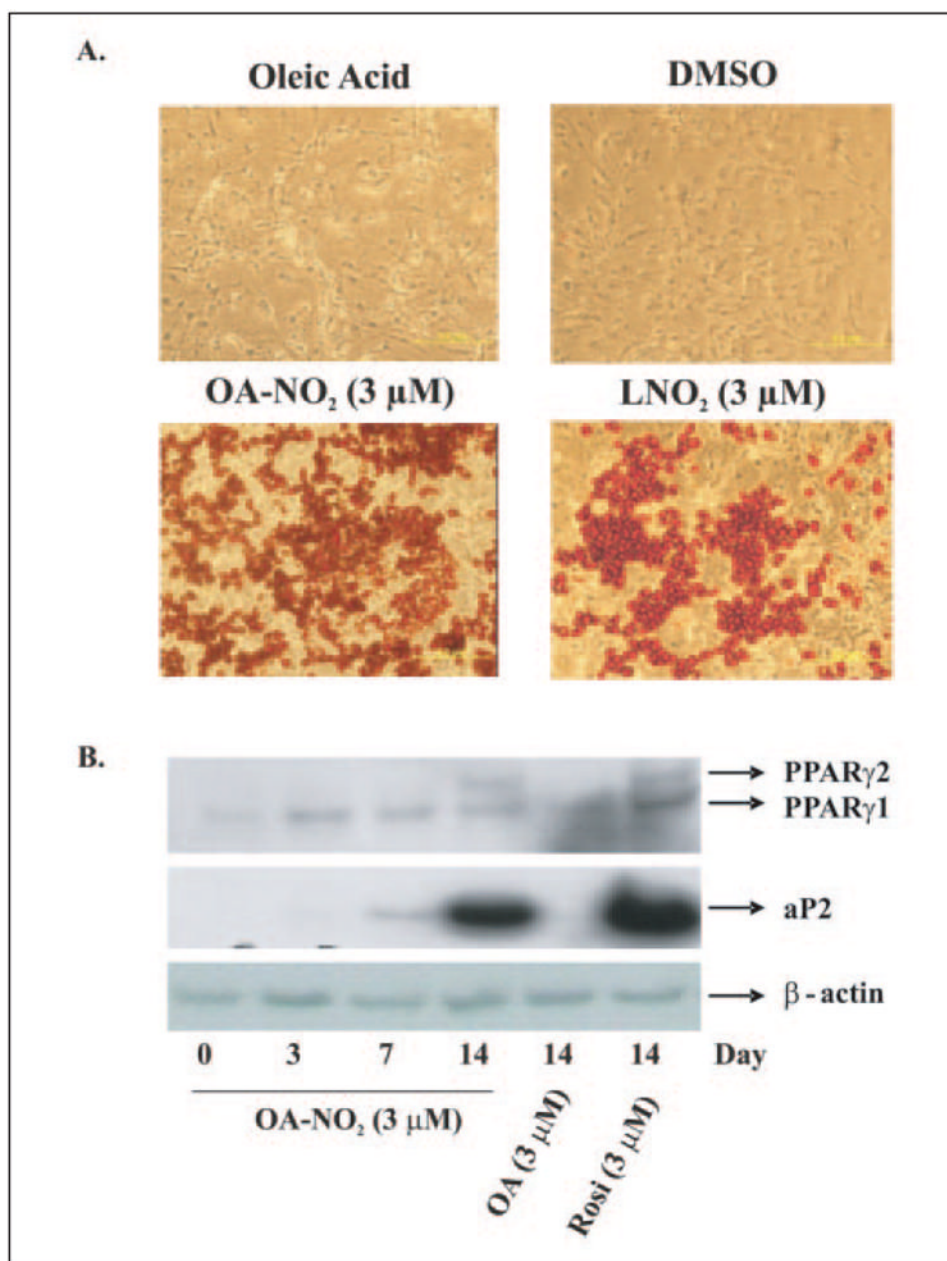 A.
Oleic Acid DMSO
OA-NO₂ (3 μM) LNO₂ (3 μM)
B.
PPARγ2
PPARγ1
aP2
β-actin
0 3 7 14 14 14 Day
OA-NO₂ (3 μM)
OA (3 μM)
Rosi (3 μM)